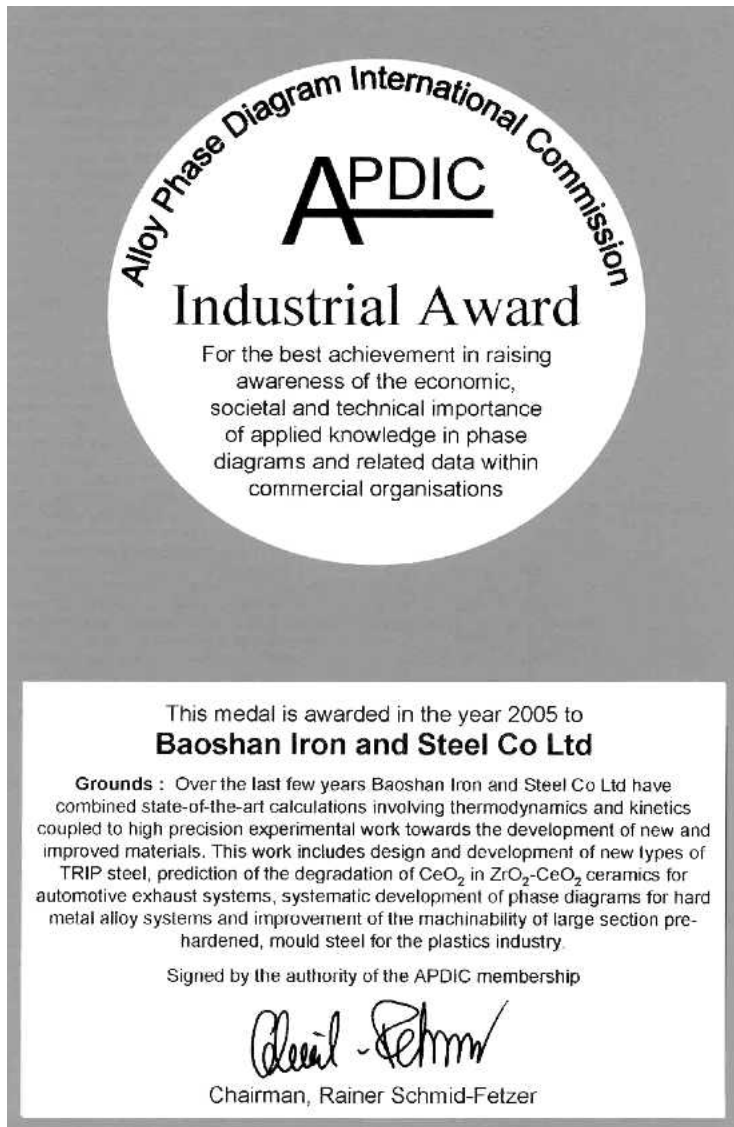 Alloy Phase Diagram International Commission
APDIC
Industrial Award
For the best achievement in raising
awareness of the economic,
societal and technical importance
of applied knowledge in phase
diagrams and related data within
commercial organisations
This medal is awarded in the year 2005 to
Baoshan Iron and Steel Co Ltd
Grounds : Over the last few years Baoshan Iron and Steel Co Ltd have
combined state-of-the-art calculations involving thermodynamics and kinetics
coupled to high precision experimental work towards the development of new and
improved materials. This work includes design and development of new types of
TRIP steel, prediction of the degradation of CeO₂ in ZrO₂-CeO₂ ceramics for
automotive exhaust systems, systematic development of phase diagrams for hard
metal alloy systems and improvement of the machinability of large section pre-
hardened, mould steel for the plastics industry.
Signed by the authority of the APDIC membership
Chairman, Rainer Schmid-Fetzer